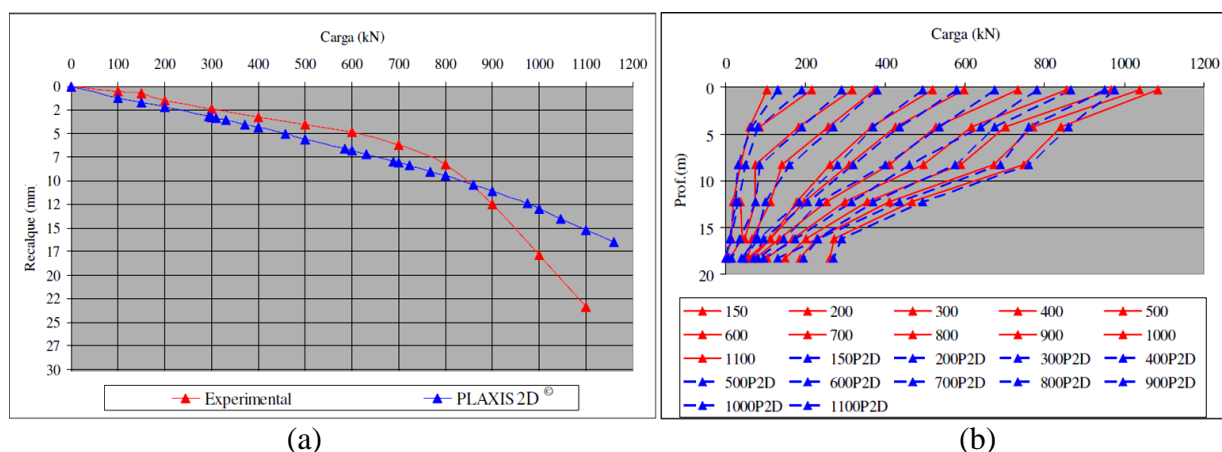 Carga (kN)
0 100 200 300 400 500 600 700 800 900 1000 1100 1200
Recalque (mm)
0
2
5
7
10
12
15
17
20
22
25
27
30
Experimental PLAXIS 2D ©
(a)
Carga (kN)
0 200 400 600 800 1000 1200
Prof.(m)
0
5
10
15
20
150 200 300 400 500
600 700 800 900 1000
1100 150P2D 200P2D 300P2D 400P2D
500P2D 600P2D 700P2D 800P2D 900P2D
1000P2D 1100P2D
(b)